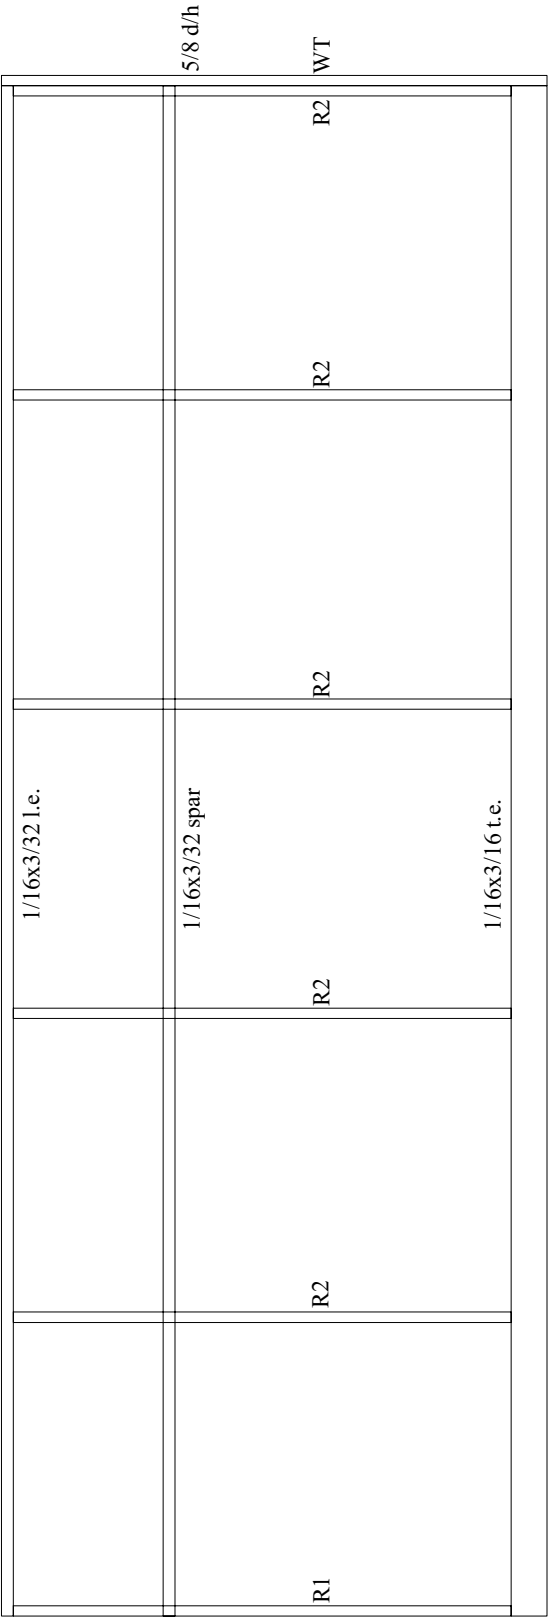 5/8 d/h
WT
R2
R2
R2
1/16x3/32 l.e.
1/16x3/32 spar
1/16x3/16 t.e.
R2
R2
R1